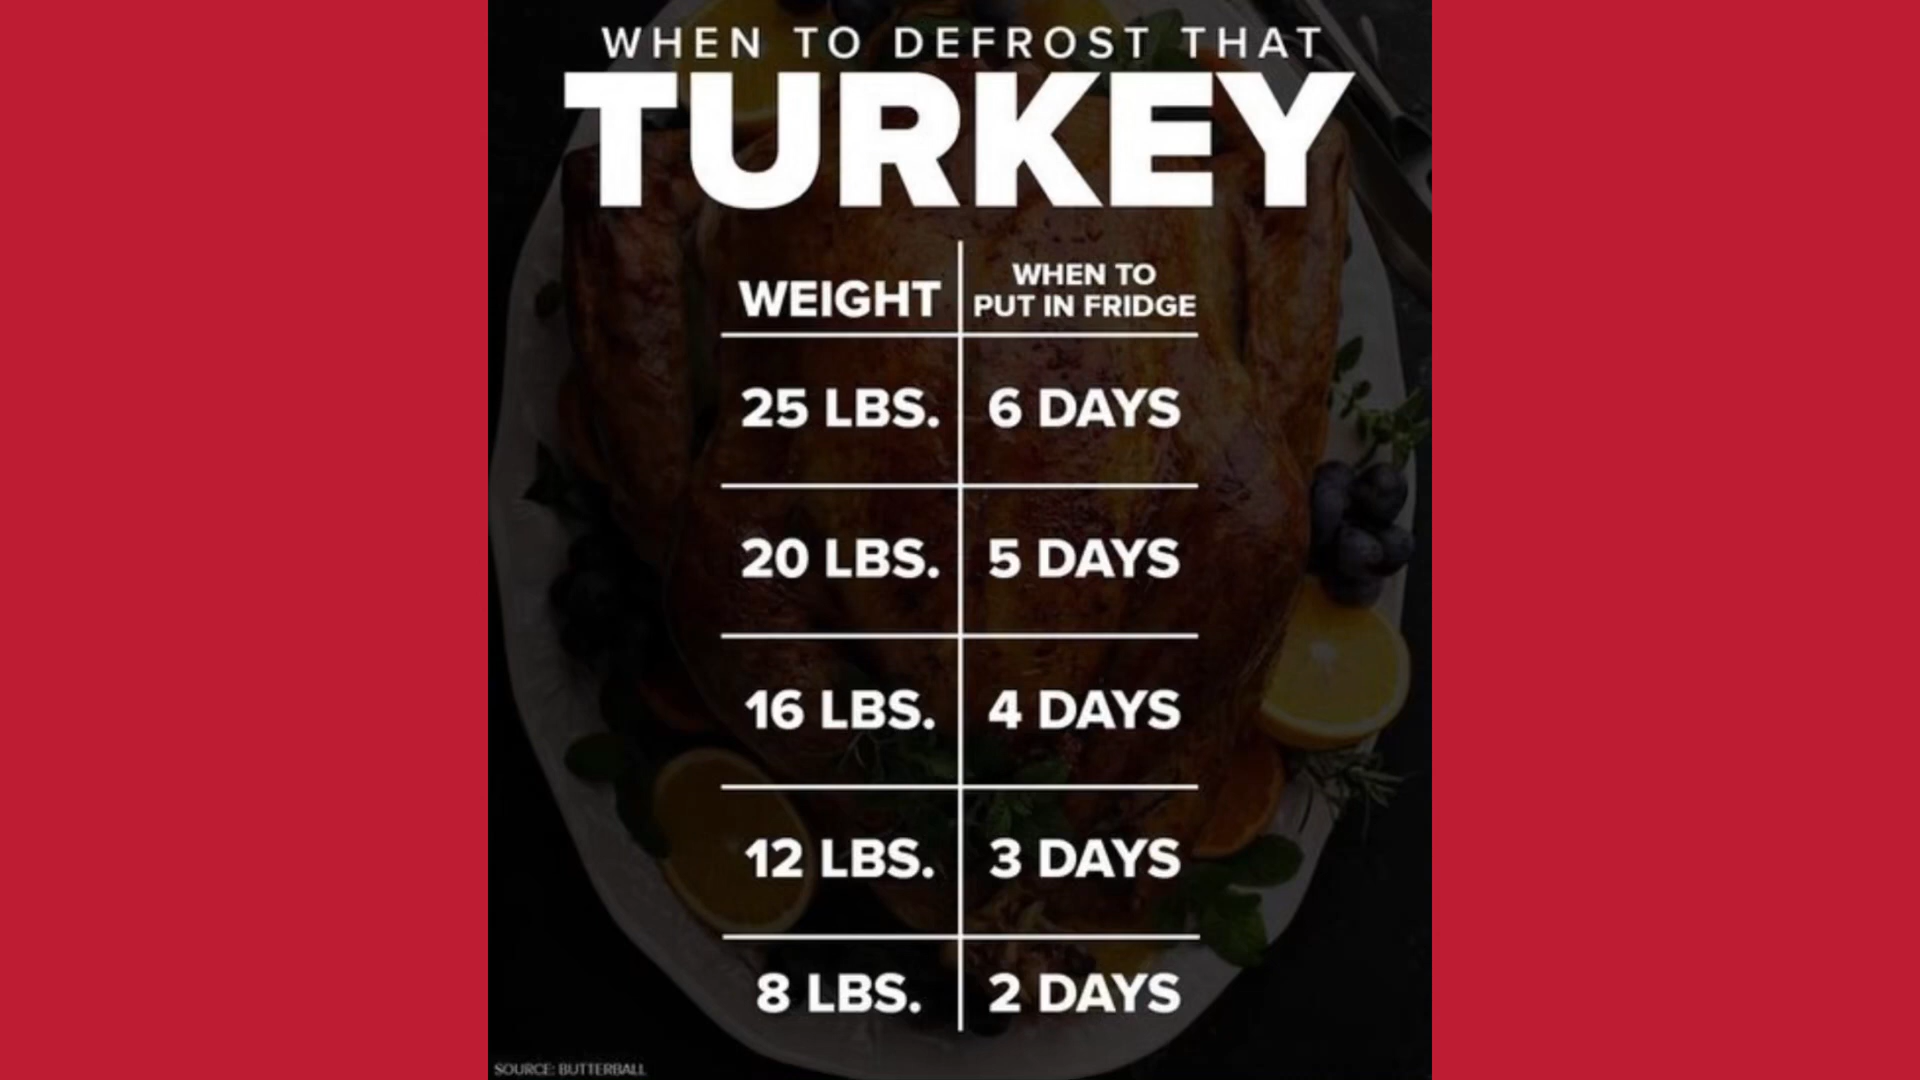 WHEN TO DEFROST THAT
TURKEY
WEIGHT
WHEN TO
PUT IN FRIDGE
25 LBS. 6 DAYS
20 LBS. 5 DAYS
16 LBS. 4 DAYS
12 LBS. 3 DAYS
8 LBS. 2 DAYS
SOURCE: BUTTERBALL